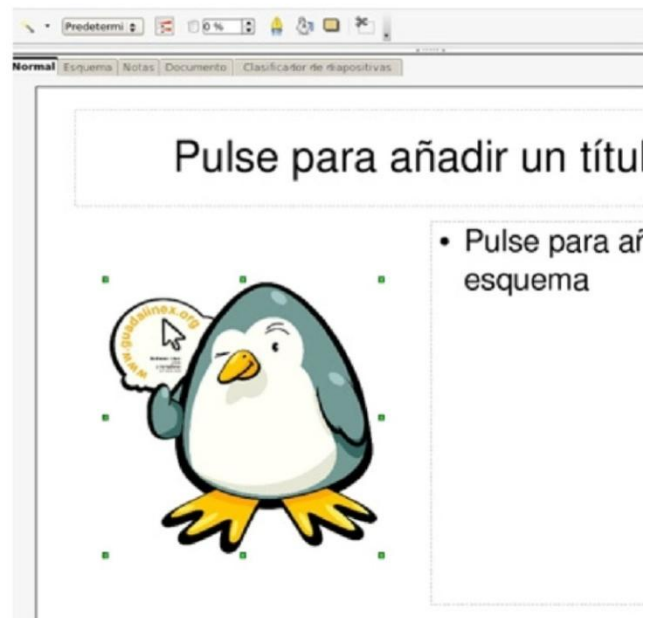 Predetermi
0 %
Normal Esquema Notas Documento Clasificador de diapositivas
Pulse para añadir un títul
• Pulse para añ
esquema
www.guadalinex.org